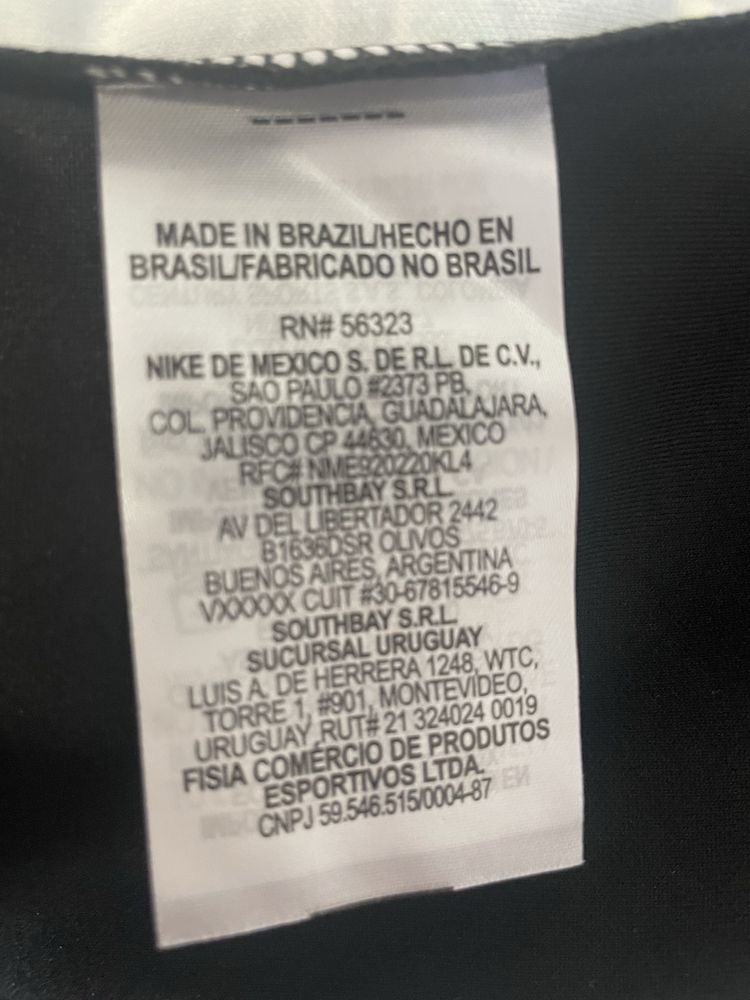 MADE IN BRAZIL/HECHO EN
BRASIL/FABRICADO NO BRASIL
RN# 56323
NIKE DE MEXICO S. DE R.L. DE C.V.,
SAO PAULO #2373 PB,
COL. PROVIDENCIA, GUADALAJARA,
JALISCO CP 44630, MEXICO
RFC# NME920220KL4
SOUTHBAY S.R.L.
AV DEL LIBERTADOR 2442
B1636DSR OLIVOS
BUENOS AIRES, ARGENTINA
VXXXXX CUIT #30-67815546-9
SOUTHBAY S.R.L.
SUCURSAL URUGUAY
LUIS A. DE HERRERA 1248, WTC,
TORRE 1, #901, MONTEVIDEO,
URUGUAY, RUT# 21 324024 0019
FISIA COMÉRCIO DE PRODUTOS
ESPORTIVOS LTDA.
CNPJ 59.546.515/0004-87